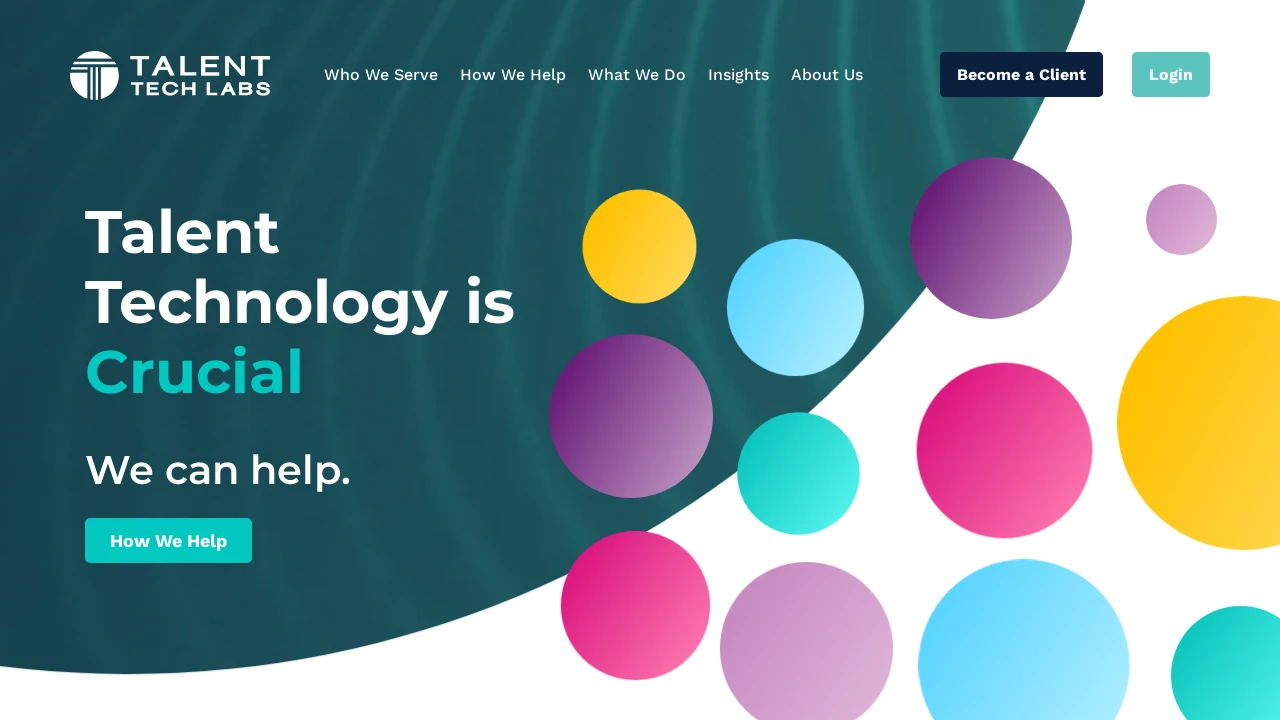 TALENT
TECH LABS
Who We Serve
How We Help
What We Do
Insights
About Us
Become a Client
Login
Talent
Technology is
Crucial
We can help.
How We Help